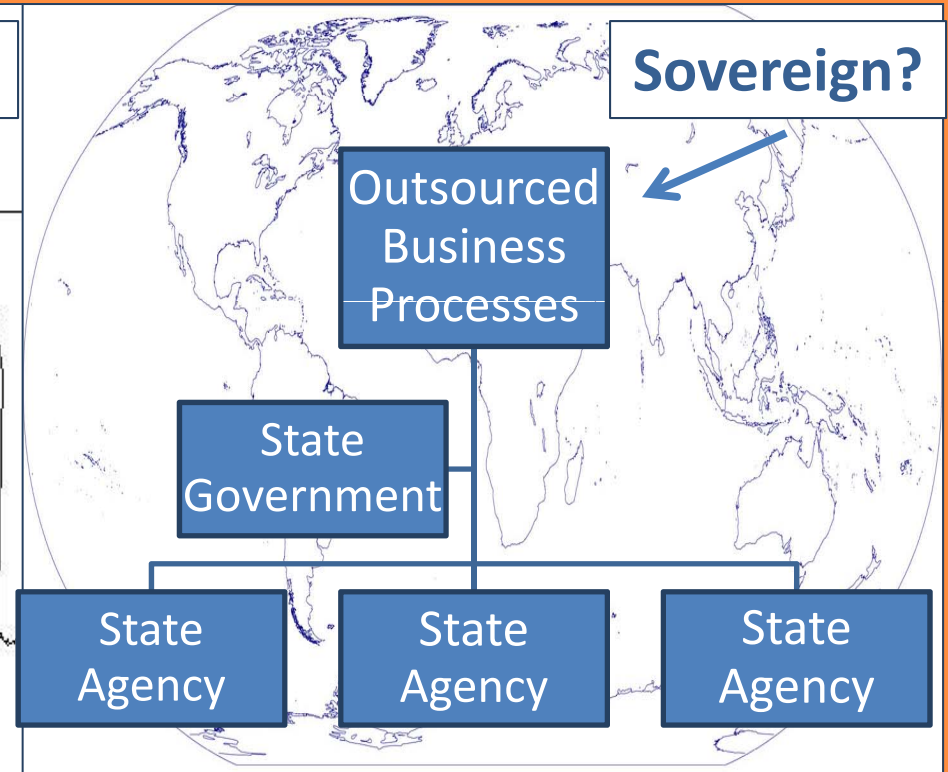 Sovereign?
Outsourced
Business
Processes
State
Government
State
Agency
State
Agency
State
Agency